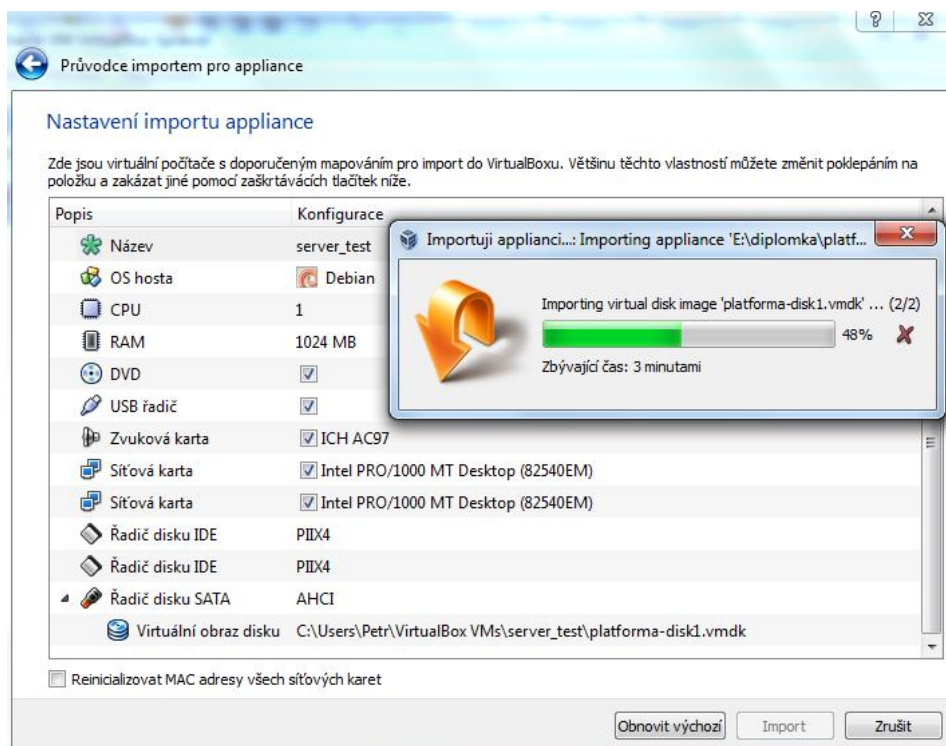 Průvodce importem pro appliance
Nastavení importu appliance
Zde jsou virtuální počítače s doporučeným mapováním pro import do VirtualBoxu. Většinu těchto vlastností můžete změnit poklepáním na
položku a zakázat jiné pomocí zaškrtávácích tlačítek níže.
Popis Konfigurace
Název server_test
OS hosta Debian
CPU 1
RAM 1024 MB
DVD
USB řadič
Zvuková karta ICH AC97
Síťová karta Intel PRO/1000 MT Desktop (82540EM)
Síťová karta Intel PRO/1000 MT Desktop (82540EM)
Řadič disku IDE PIIX4
Řadič disku IDE PIIX4
Řadič disku SATA AHCI
Virtuální obraz disku C:\Users\Petr\VirtualBox VMs\server_test\platforma-disk1.vmdk
Importuji applianci...: Importing appliance 'E:\diplomka\platf...
Importing virtual disk image 'platforma-disk1.vmdk' ... (2/2)
48%
Zbývající čas: 3 minutami
Reinicializovat MAC adresy všech síťových karet
Obnovit výchozí Import Zrušit